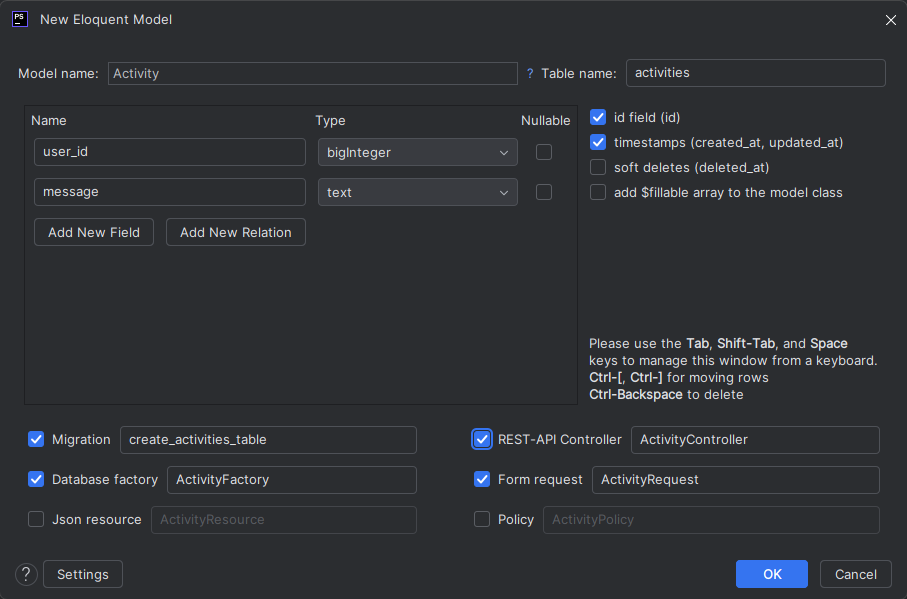 PS New Eloquent Model
Model name: Activity ? Table name: activities
Name Type Nullable
user_id bigInteger
message text
Add New Field Add New Relation
id field (id)
timestamps (created_at, updated_at)
soft deletes (deleted_at)
add $fillable array to the model class
Please use the Tab, Shift-Tab, and Space
keys to manage this window from a keyboard.
Ctrl-[, Ctrl-] for moving rows
Ctrl-Backspace to delete
Migration create_activities_table REST-API Controller ActivityController
Database factory ActivityFactory Form request ActivityRequest
Json resource ActivityResource Policy ActivityPolicy
? Settings OK Cancel